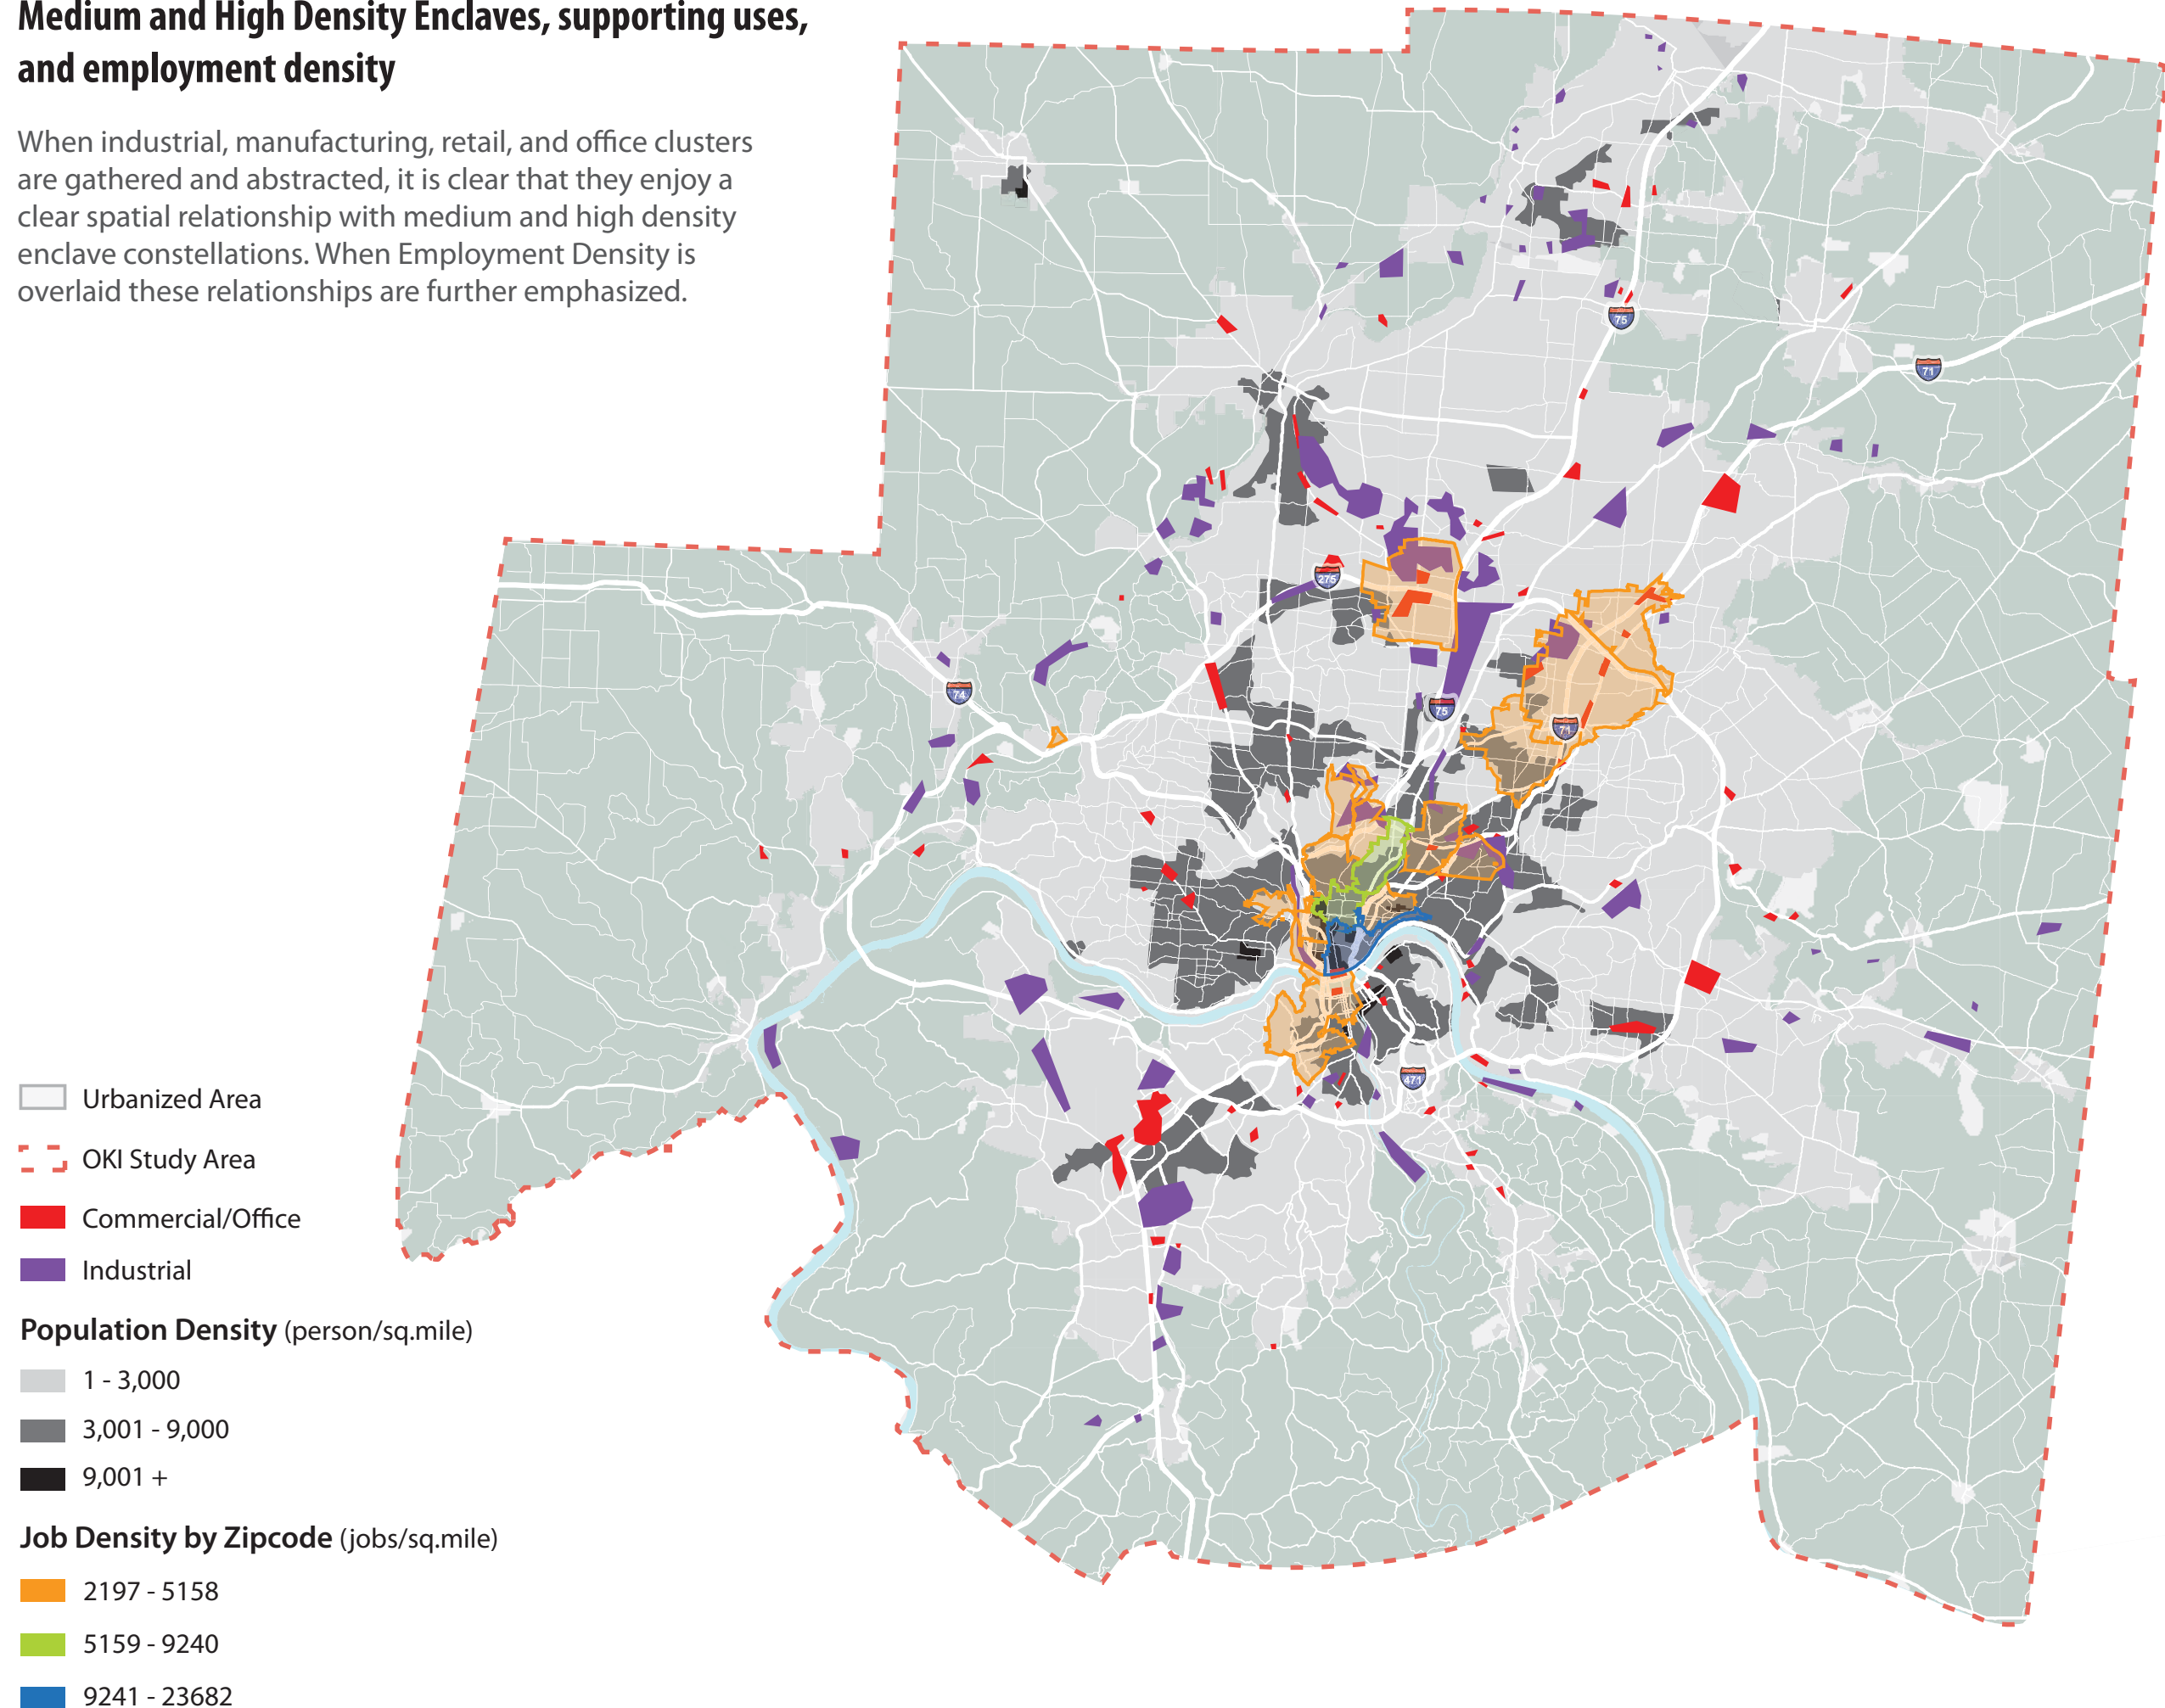 Medium and High Density Enclaves, supporting uses,
and employment density
When industrial, manufacturing, retail, and office clusters
are gathered and abstracted, it is clear that they enjoy a
clear spatial relationship with medium and high density
enclave constellations. When Employment Density is
overlaid these relationships are further emphasized.
75
71
275
74
75
71
471
Urbanized Area
OKI Study Area
Commercial/Office
Industrial
Population Density (person/sq.mile)
1 - 3,000
3,001 - 9,000
9,001 +
Job Density by Zipcode (jobs/sq.mile)
2197 - 5158
5159 - 9240
9241 - 23682